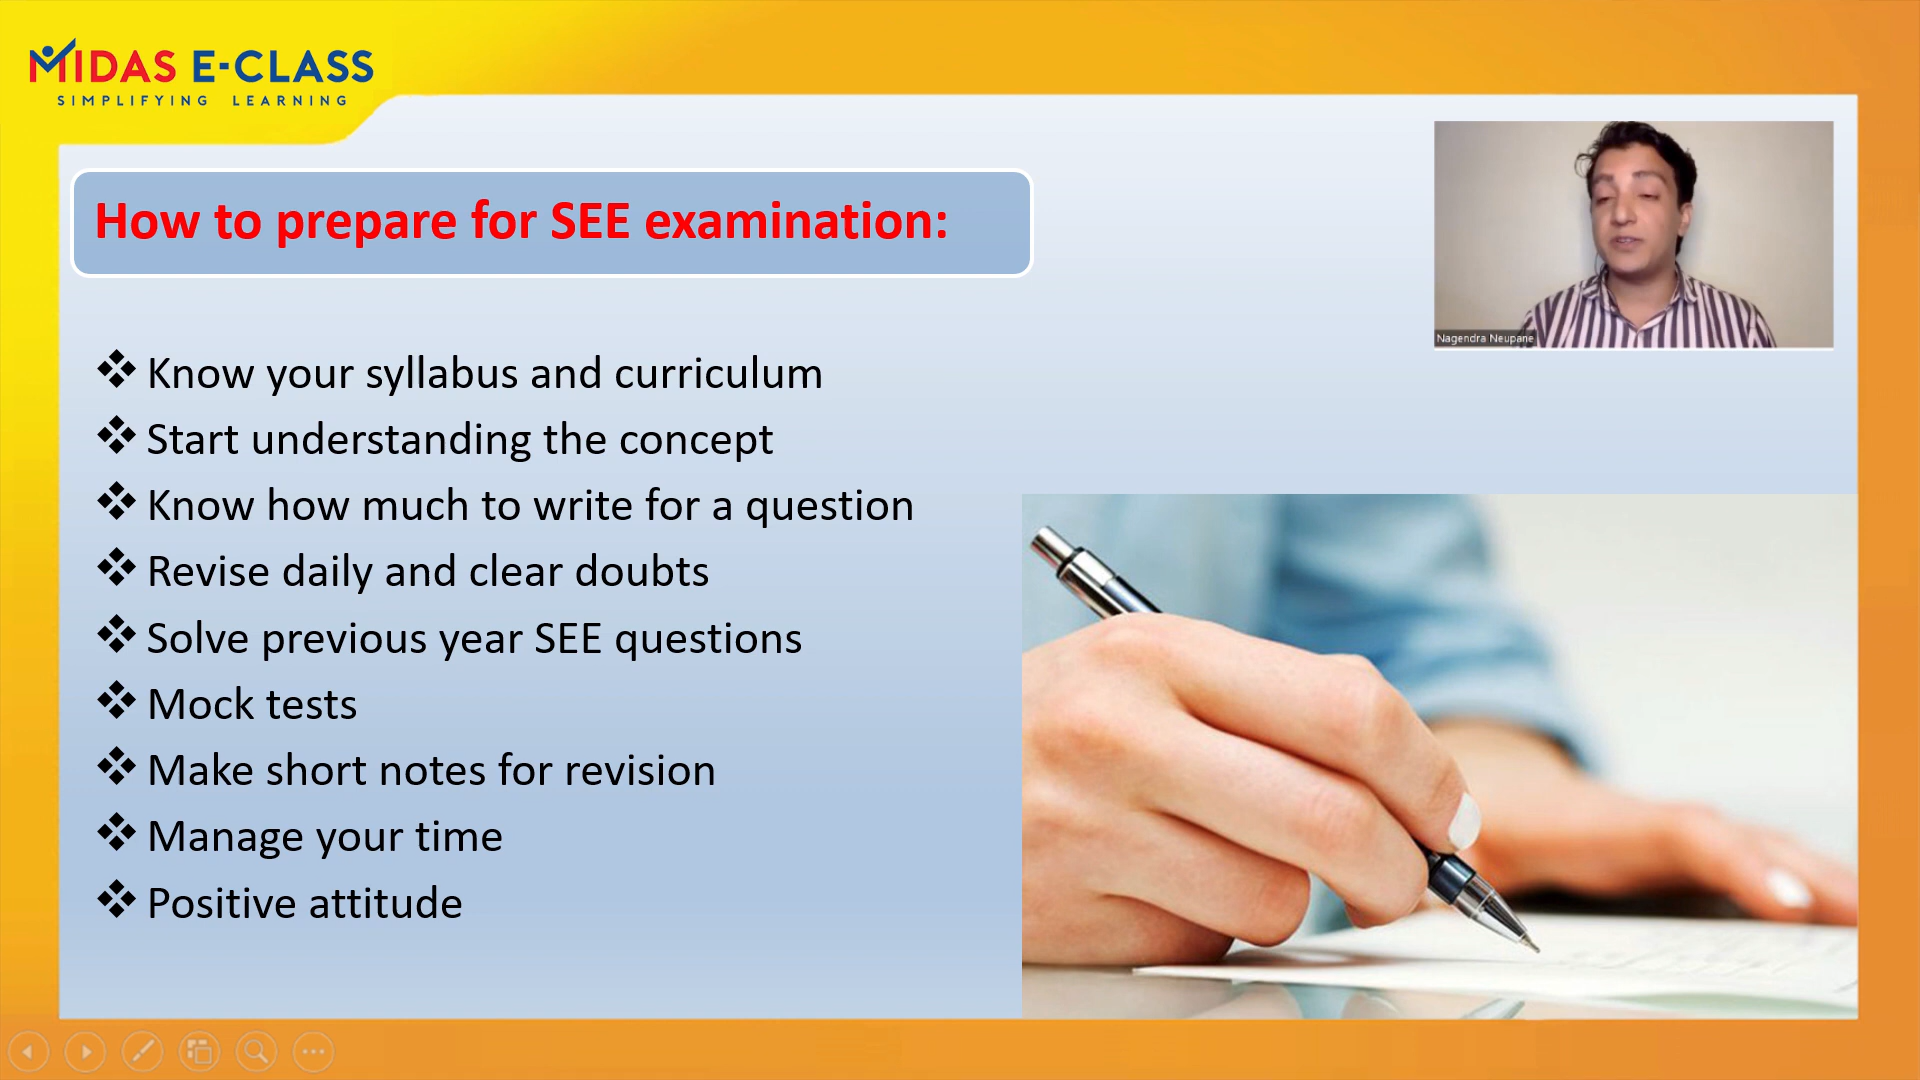 MIDAS E-CLASS
SIMPLIFYING LEARNING
How to prepare for SEE examination:
Nagendra Neupane
Know your syllabus and curriculum
Start understanding the concept
Know how much to write for a question
Revise daily and clear doubts
Solve previous year SEE questions
Mock tests
Make short notes for revision
Manage your time
Positive attitude